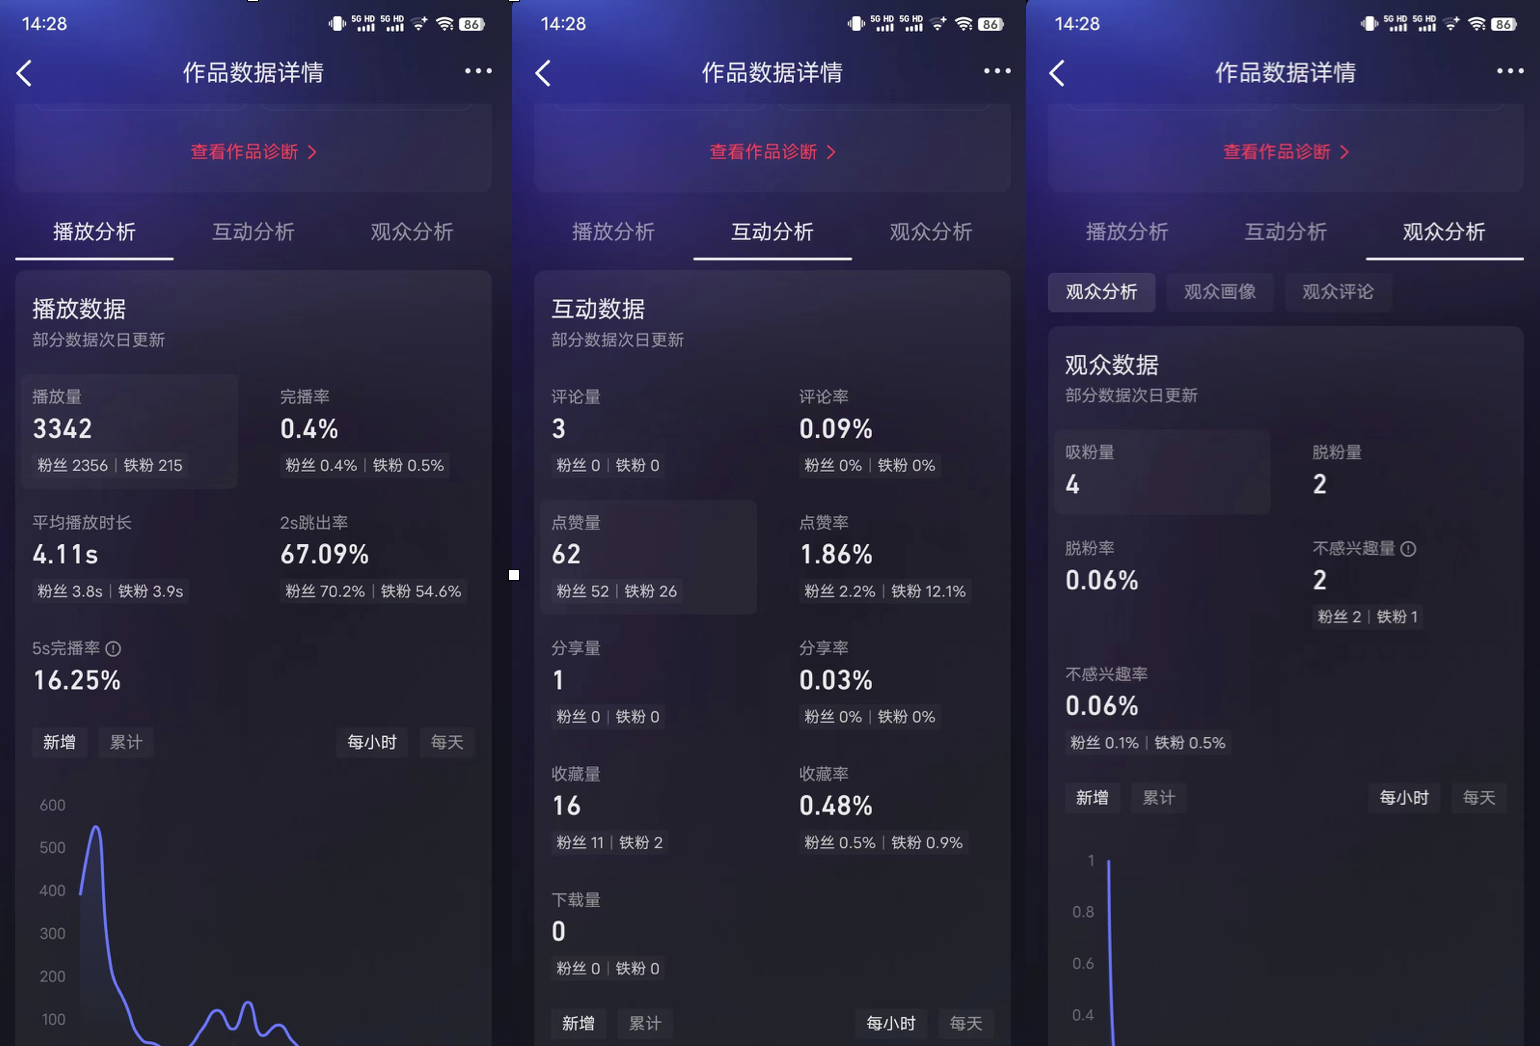 14:28
5G HD 5G HD 86
作品数据详情
查看作品诊断
播放分析 互动分析 观众分析
播放数据
部分数据次日更新
播放量 完播率
3342 0.4%
粉丝 2356 | 铁粉 215 粉丝 0.4% | 铁粉 0.5%
平均播放时长 2s跳出率
4.11s 67.09%
粉丝 3.8s | 铁粉 3.9s 粉丝 70.2% | 铁粉 54.6%
5s完播率
16.25%
新增 累计 每小时 每天
600
500
400
300
200
100
14:28
5G HD 5G HD 86
作品数据详情
查看作品诊断
播放分析 互动分析 观众分析
互动数据
部分数据次日更新
评论量 评论率
3 0.09%
粉丝 0 | 铁粉 0 粉丝 0% | 铁粉 0%
点赞量 点赞率
62 1.86%
粉丝 52 | 铁粉 26 粉丝 2.2% | 铁粉 12.1%
分享量 分享率
1 0.03%
粉丝 0 | 铁粉 0 粉丝 0% | 铁粉 0%
收藏量 收藏率
16 0.48%
粉丝 11 | 铁粉 2 粉丝 0.5% | 铁粉 0.9%
下载量
0
粉丝 0 | 铁粉 0
新增 累计 每小时 每天
14:28
5G HD 5G HD 86
作品数据详情
查看作品诊断
播放分析 互动分析 观众分析
观众分析 观众画像 观众评论
观众数据
部分数据次日更新
吸粉量 脱粉量
4 2
脱粉率 不感兴趣量
0.06% 2
粉丝 2 | 铁粉 1
不感兴趣率
0.06%
粉丝 0.1% | 铁粉 0.5%
新增 累计 每小时 每天
1
0.8
0.6
0.4